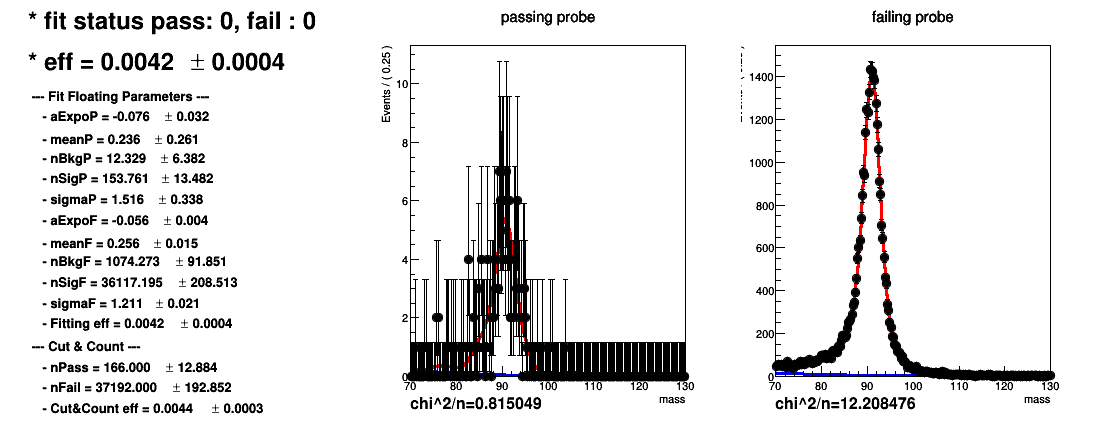 * fit status pass: 0, fail : 0
* eff = 0.0042 ± 0.0004
--- Fit Floating Parameters ---
- aExpoP = -0.076 ± 0.032
- meanP = 0.236 ± 0.261
- nBkgP = 12.329 ± 6.382
- nSigP = 153.761 ± 13.482
- sigmaP = 1.516 ± 0.338
- aExpoF = -0.056 ± 0.004
- meanF = 0.256 ± 0.015
- nBkgF = 1074.273 ± 91.851
- nSigF = 36117.195 ± 208.513
- sigmaF = 1.211 ± 0.021
- Fitting eff = 0.0042 ± 0.0004
--- Cut & Count ---
- nPass = 166.000 ± 12.884
- nFail = 37192.000 ± 192.852
- Cut&Count eff = 0.0044 ± 0.0003
passing probe
Events / ( 0.25 )
10
8
6
4
2
0
70 80 90 100 110 120 130
mass
chi^2/n=0.815049
failing probe
1400
1200
1000
800
600
400
200
0
70 80 90 100 110 120 130
mass
chi^2/n=12.208476